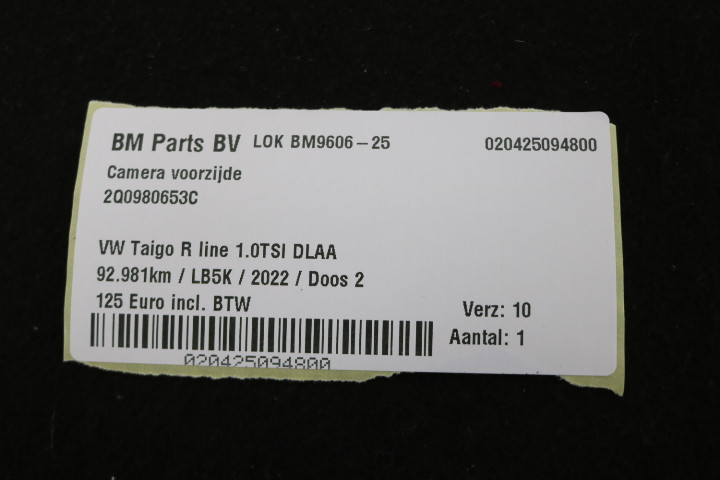 BM Parts BV LOK BM9606-25 020425094800
Camera voorzijde
2Q0980653C
VW Taigo R line 1.0TSI DLAA
92.981km / LB5K / 2022 / Doos 2
125 Euro incl. BTW
Verz: 10
Aantal: 1
020425094800